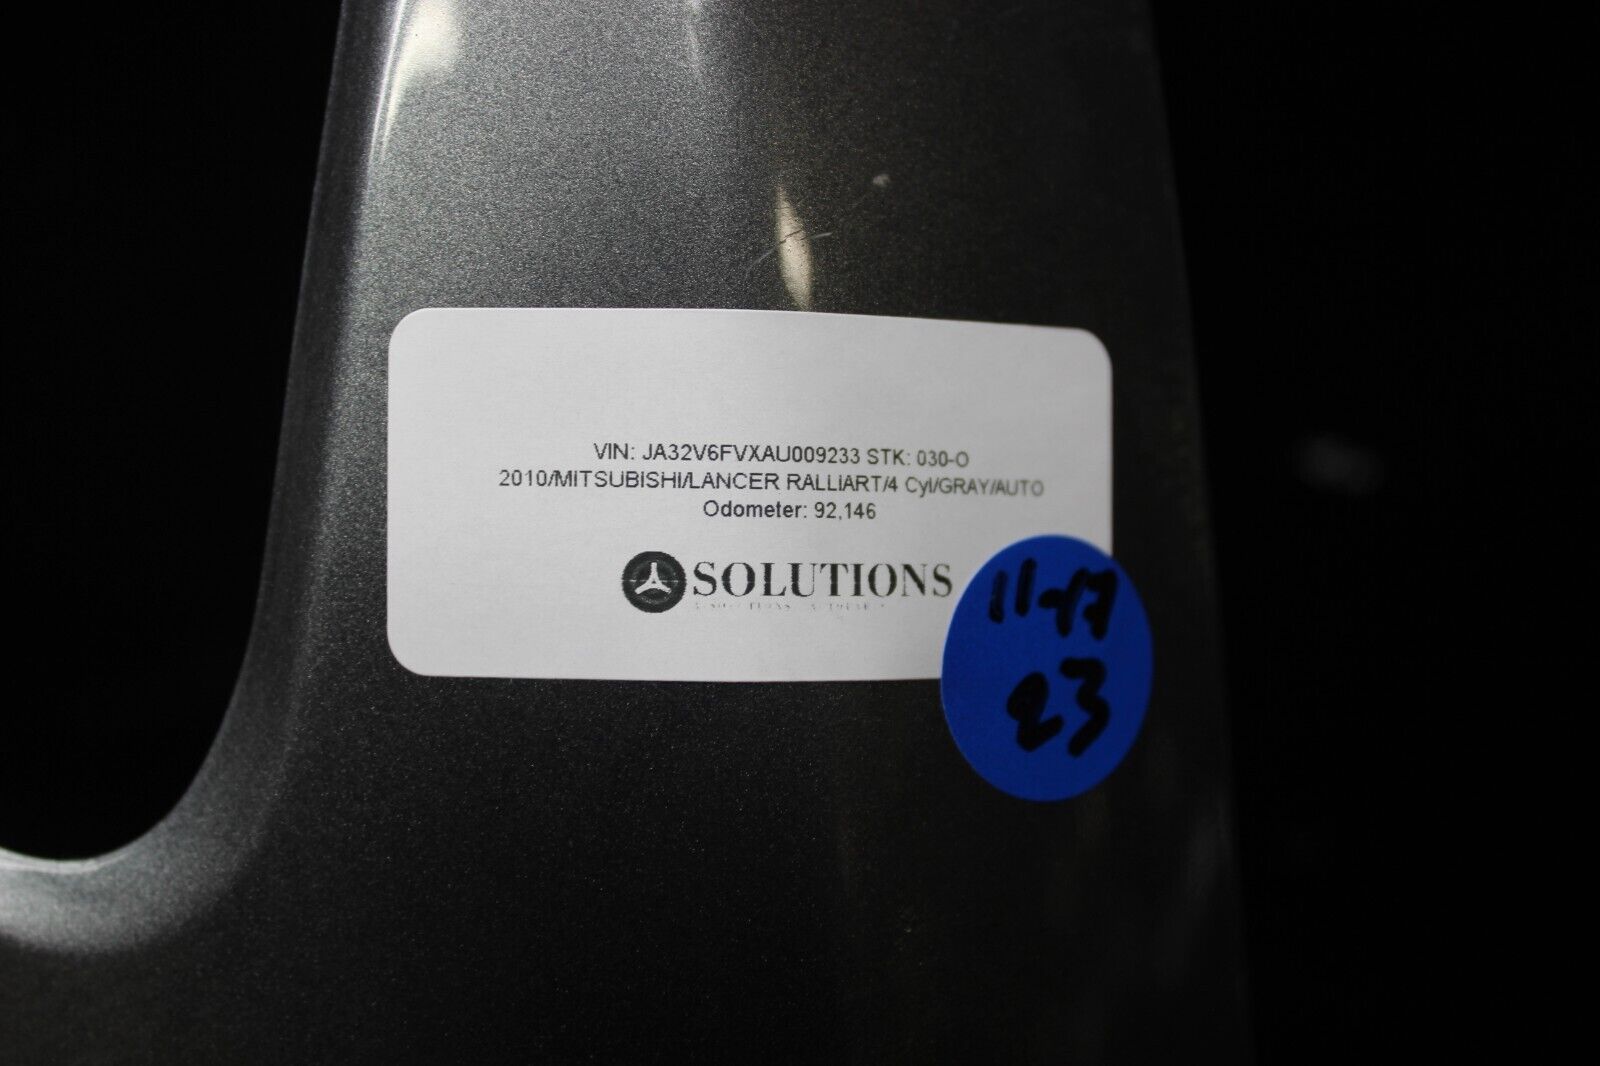 VIN: JA32V6FVXAU009233 STK: 030-O
2010/MITSUBISHI/LANCER RALLIART/4 Cyl/GRAY/AUTO
Odometer: 92,146
SOLUTIONS
11-17
23